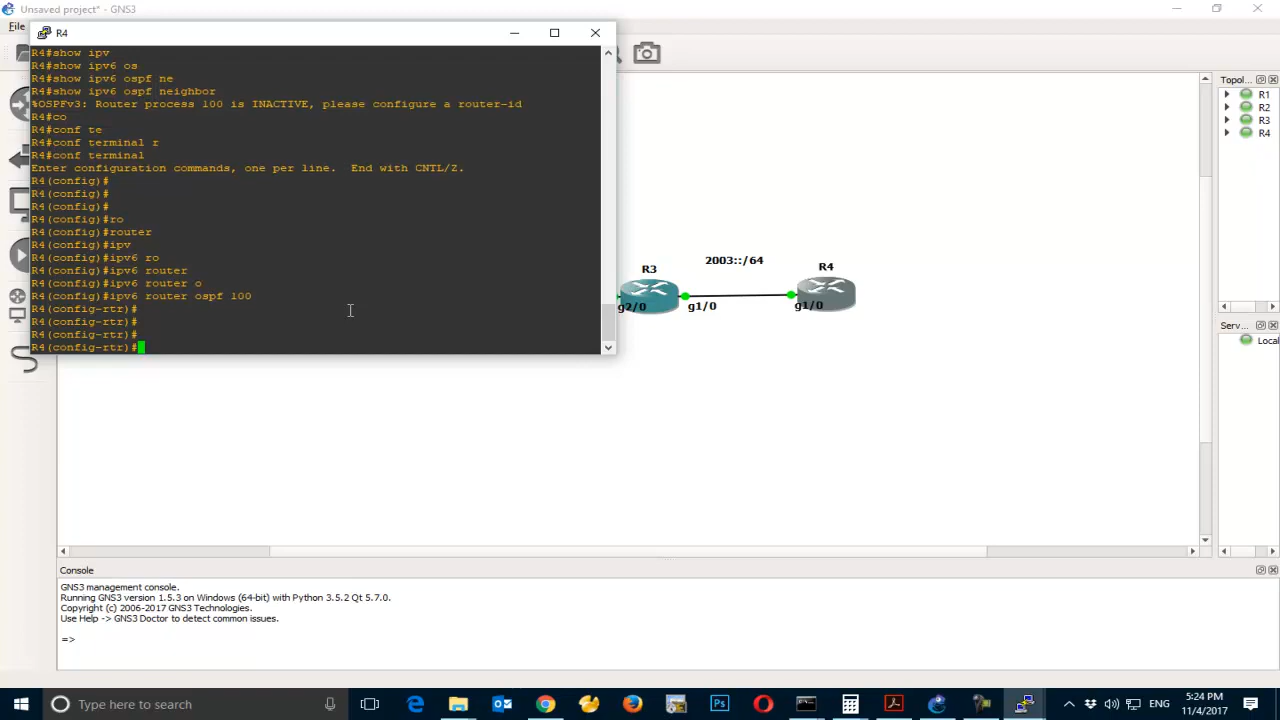 Unsaved project* - GNS3
File
R4
R4#show ipv
R4#show ipv6 os
R4#show ipv6 ospf ne
R4#show ipv6 ospf neighbor
%OSPFv3: Router process 100 is INACTIVE, please configure a router-id
R4#co
R4#conf te
R4#conf terminal r
R4#conf terminal
Enter configuration commands, one per line.  End with CNTL/Z.
R4(config)#
R4(config)#
R4(config)#
R4(config)#ro
R4(config)#router
R4(config)#ipv
R4(config)#ipv6 ro
R4(config)#ipv6 router
R4(config)#ipv6 router o
R4(config)#ipv6 router ospf 100
R4(config-rtr)#
R4(config-rtr)#
R4(config-rtr)#
R4(config-rtr)#
R3
2003::/64
R4
g2/0
g1/0
g1/0
Topol...
R1
R2
R3
R4
Serv...
Local
Console
GNS3 management console.
Running GNS3 version 1.5.3 on Windows (64-bit) with Python 3.5.2 Qt 5.7.0.
Copyright (c) 2006-2017 GNS3 Technologies.
Use Help -> GNS3 Doctor to detect common issues.
=>
Type here to search
Ps
ENG
5:24 PM
11/4/2017